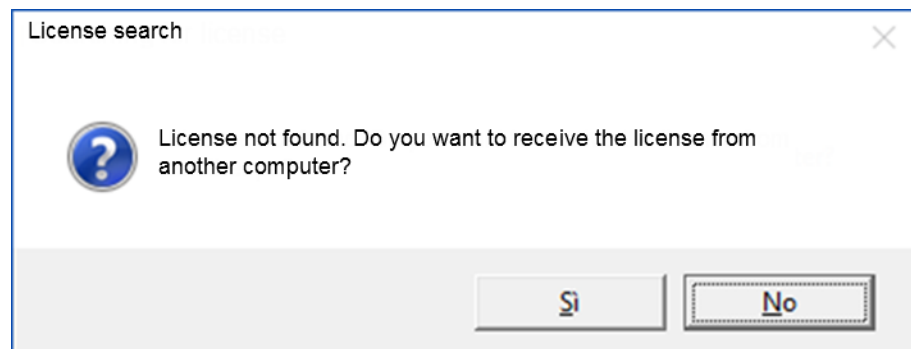 License search
License not found. Do you want to receive the license from
another computer?
Sì
No